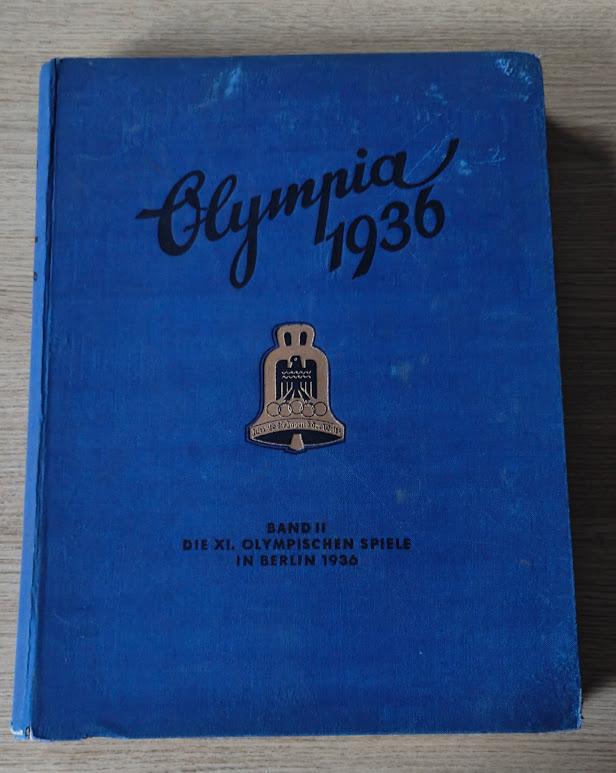 Olympia
1936
BAND II
DIE XI. OLYMPISCHEN SPIELE
IN BERLIN 1936